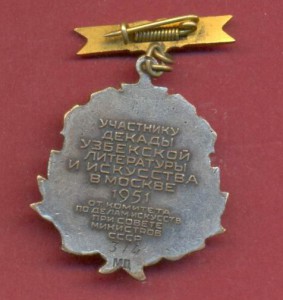 УЧАСТНИКУ
ДЕКАДЫ
УЗБЕКСКОЙ
ЛИТЕРАТУРЫ
И ИСКУССТВА
В МОСКВЕ
1951
ОТ КОМИТЕТА
ПО ДЕЛАМ ИСКУССТВ
ПРИ СОВЕТЕ
МИНИСТРОВ
СССР
МД